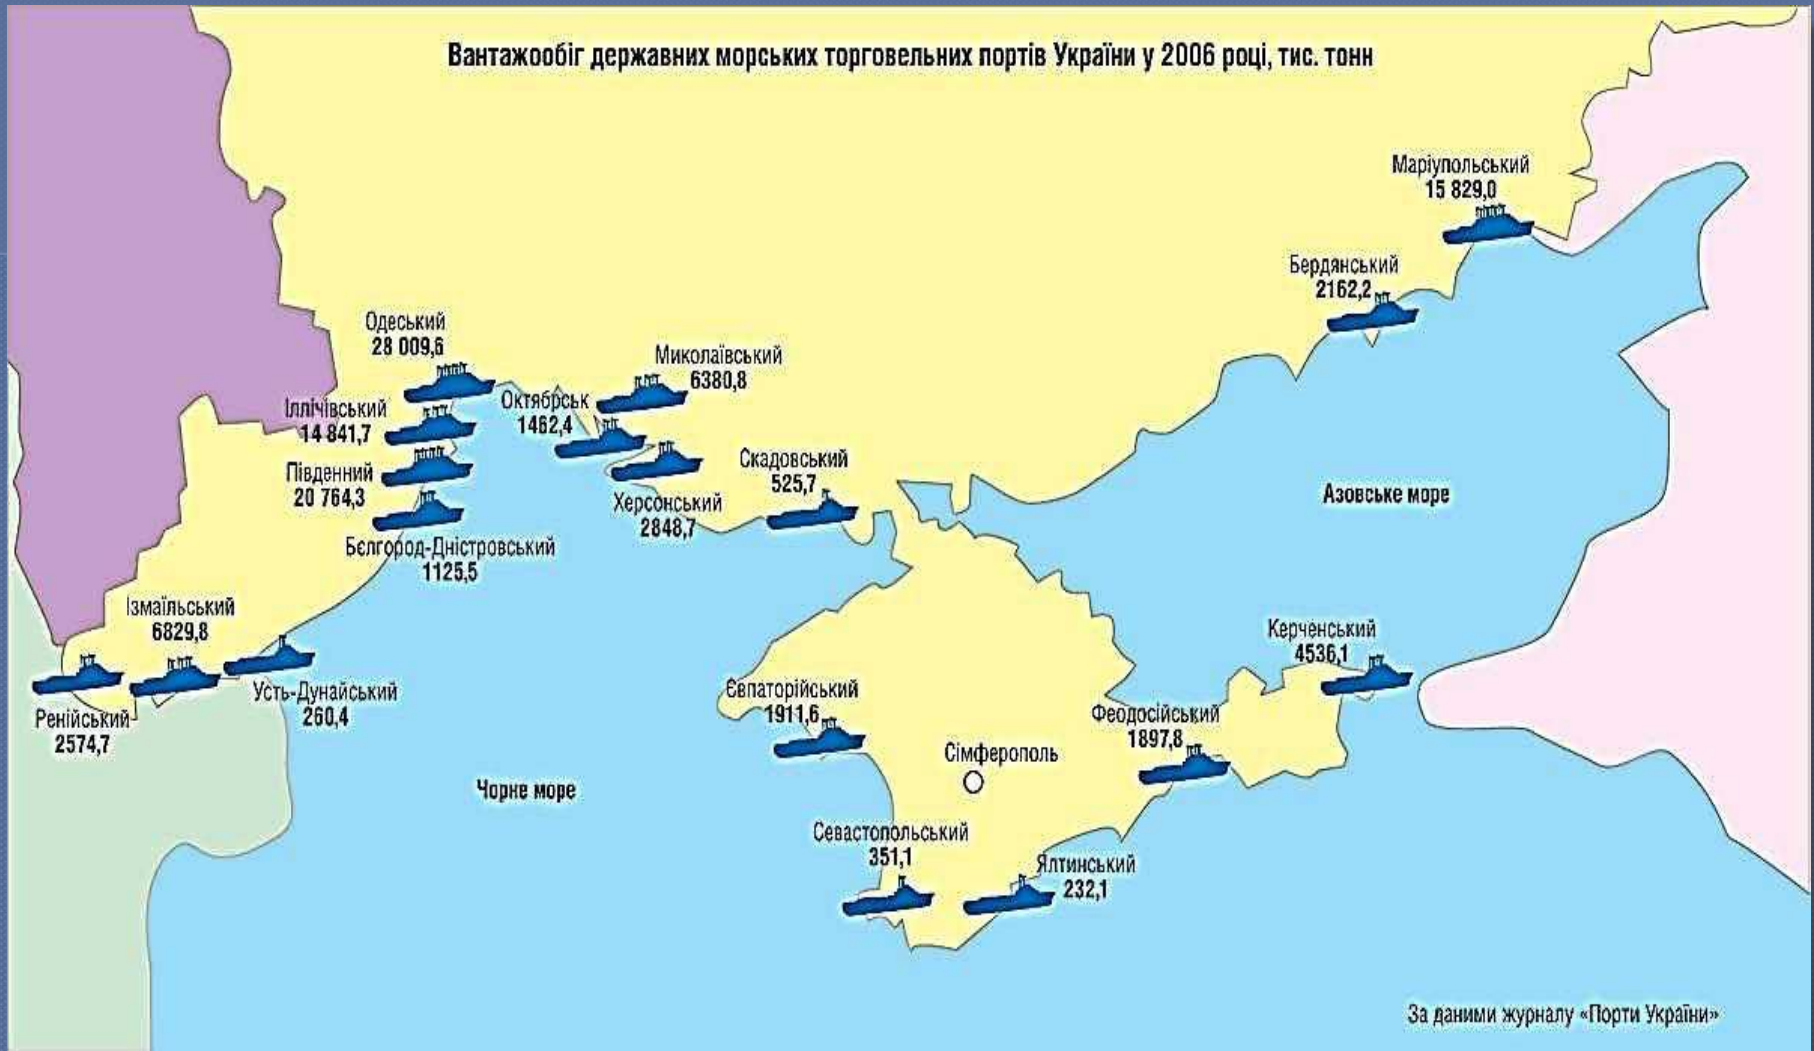 Вантажообіг державних морських торговельних портів України у 2006 році, тис. тонн
Маріупольський
15 829,0
Бердянський
2162,2
Одеський
28 009,6
Миколаївський
6380,8
Октябрськ
1462,4
Іллічівський
14 841,7
Південний
20 764,3
Скадовський
525,7
Херсонський
2848,7
Азовське море
Бєлгород-Дністровський
1125,5
Ізмаїльський
6829,8
Керченський
4536,1
Усть-Дунайський
260,4
Ренійський
2574,7
Євпаторійський
1911,6
Феодосійський
1897,8
Сімферополь
Чорне море
Севастопольський
351,1
Ялтинський
232,1
За даними журналу «Порти України»